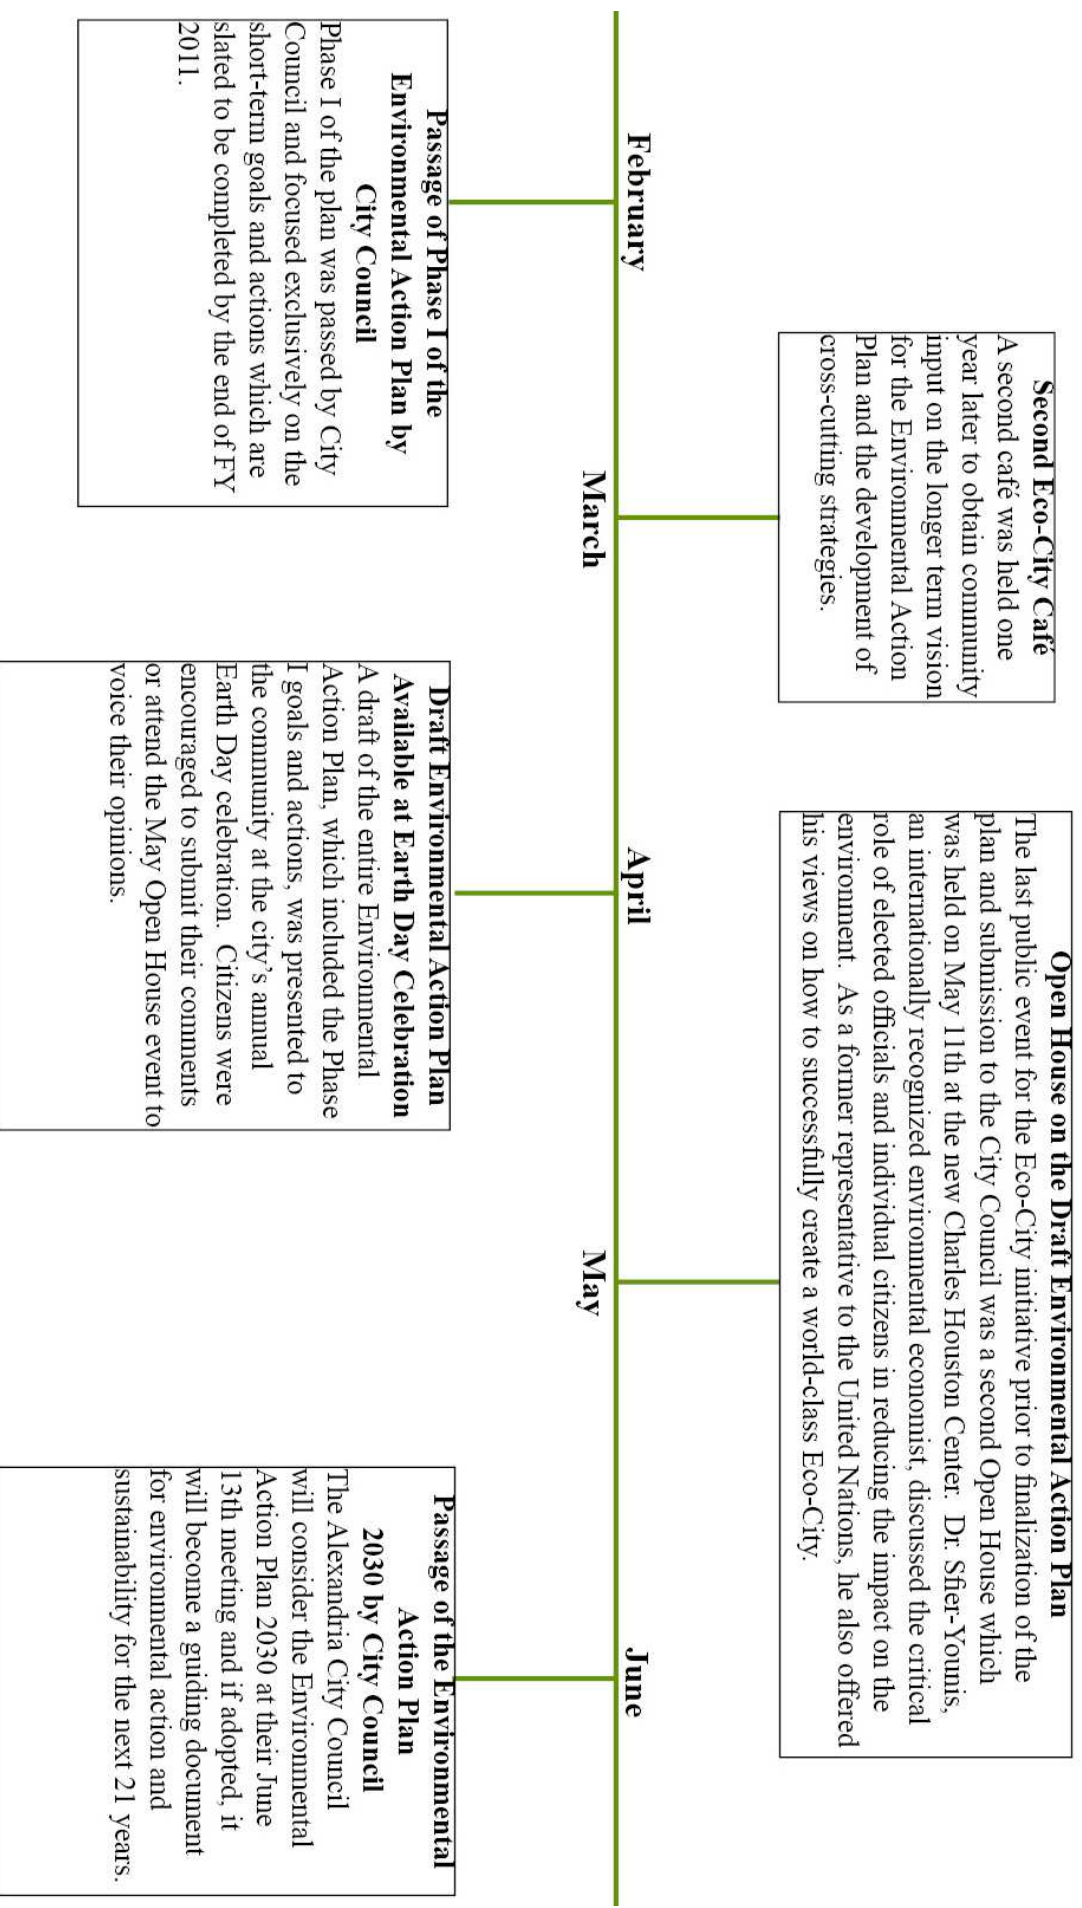 Second Eco-City Café
A second café was held one
year later to obtain community
input on the longer term vision
for the Environmental Action
Plan and the development of
cross-cutting strategies.
Open House on the Draft Environmental Action Plan
The last public event for the Eco-City initiative prior to finalization of the
plan and submission to the City Council was a second Open House which
was held on May 11th at the new Charles Houston Center.  Dr. Sfier-Younis,
an internationally recognized environmental economist, discussed the critical
role of elected officials and individual citizens in reducing the impact on the
environment.  As a former representative to the United Nations, he also offered
his views on how to successfully create a world-class Eco-City.
February
March
April
May
June
Passage of Phase I of the
Environmental Action Plan by
City Council
Phase I of the plan was passed by City
Council and focused exclusively on the
short-term goals and actions which are
slated to be completed by the end of FY
2011.
Draft Environmental Action Plan
Available at Earth Day Celebration
A draft of the entire Environmental
Action Plan, which included the Phase
I goals and actions, was presented to
the community at the city's annual
Earth Day celebration.  Citizens were
encouraged to submit their comments
or attend the May Open House event to
voice their opinions.
Passage of the Environmental
Action Plan
2030 by City Council
The Alexandria City Council
will consider the Environmental
Action Plan 2030 at their June
13th meeting and if adopted, it
will become a guiding document
for environmental action and
sustainability for the next 21 years.